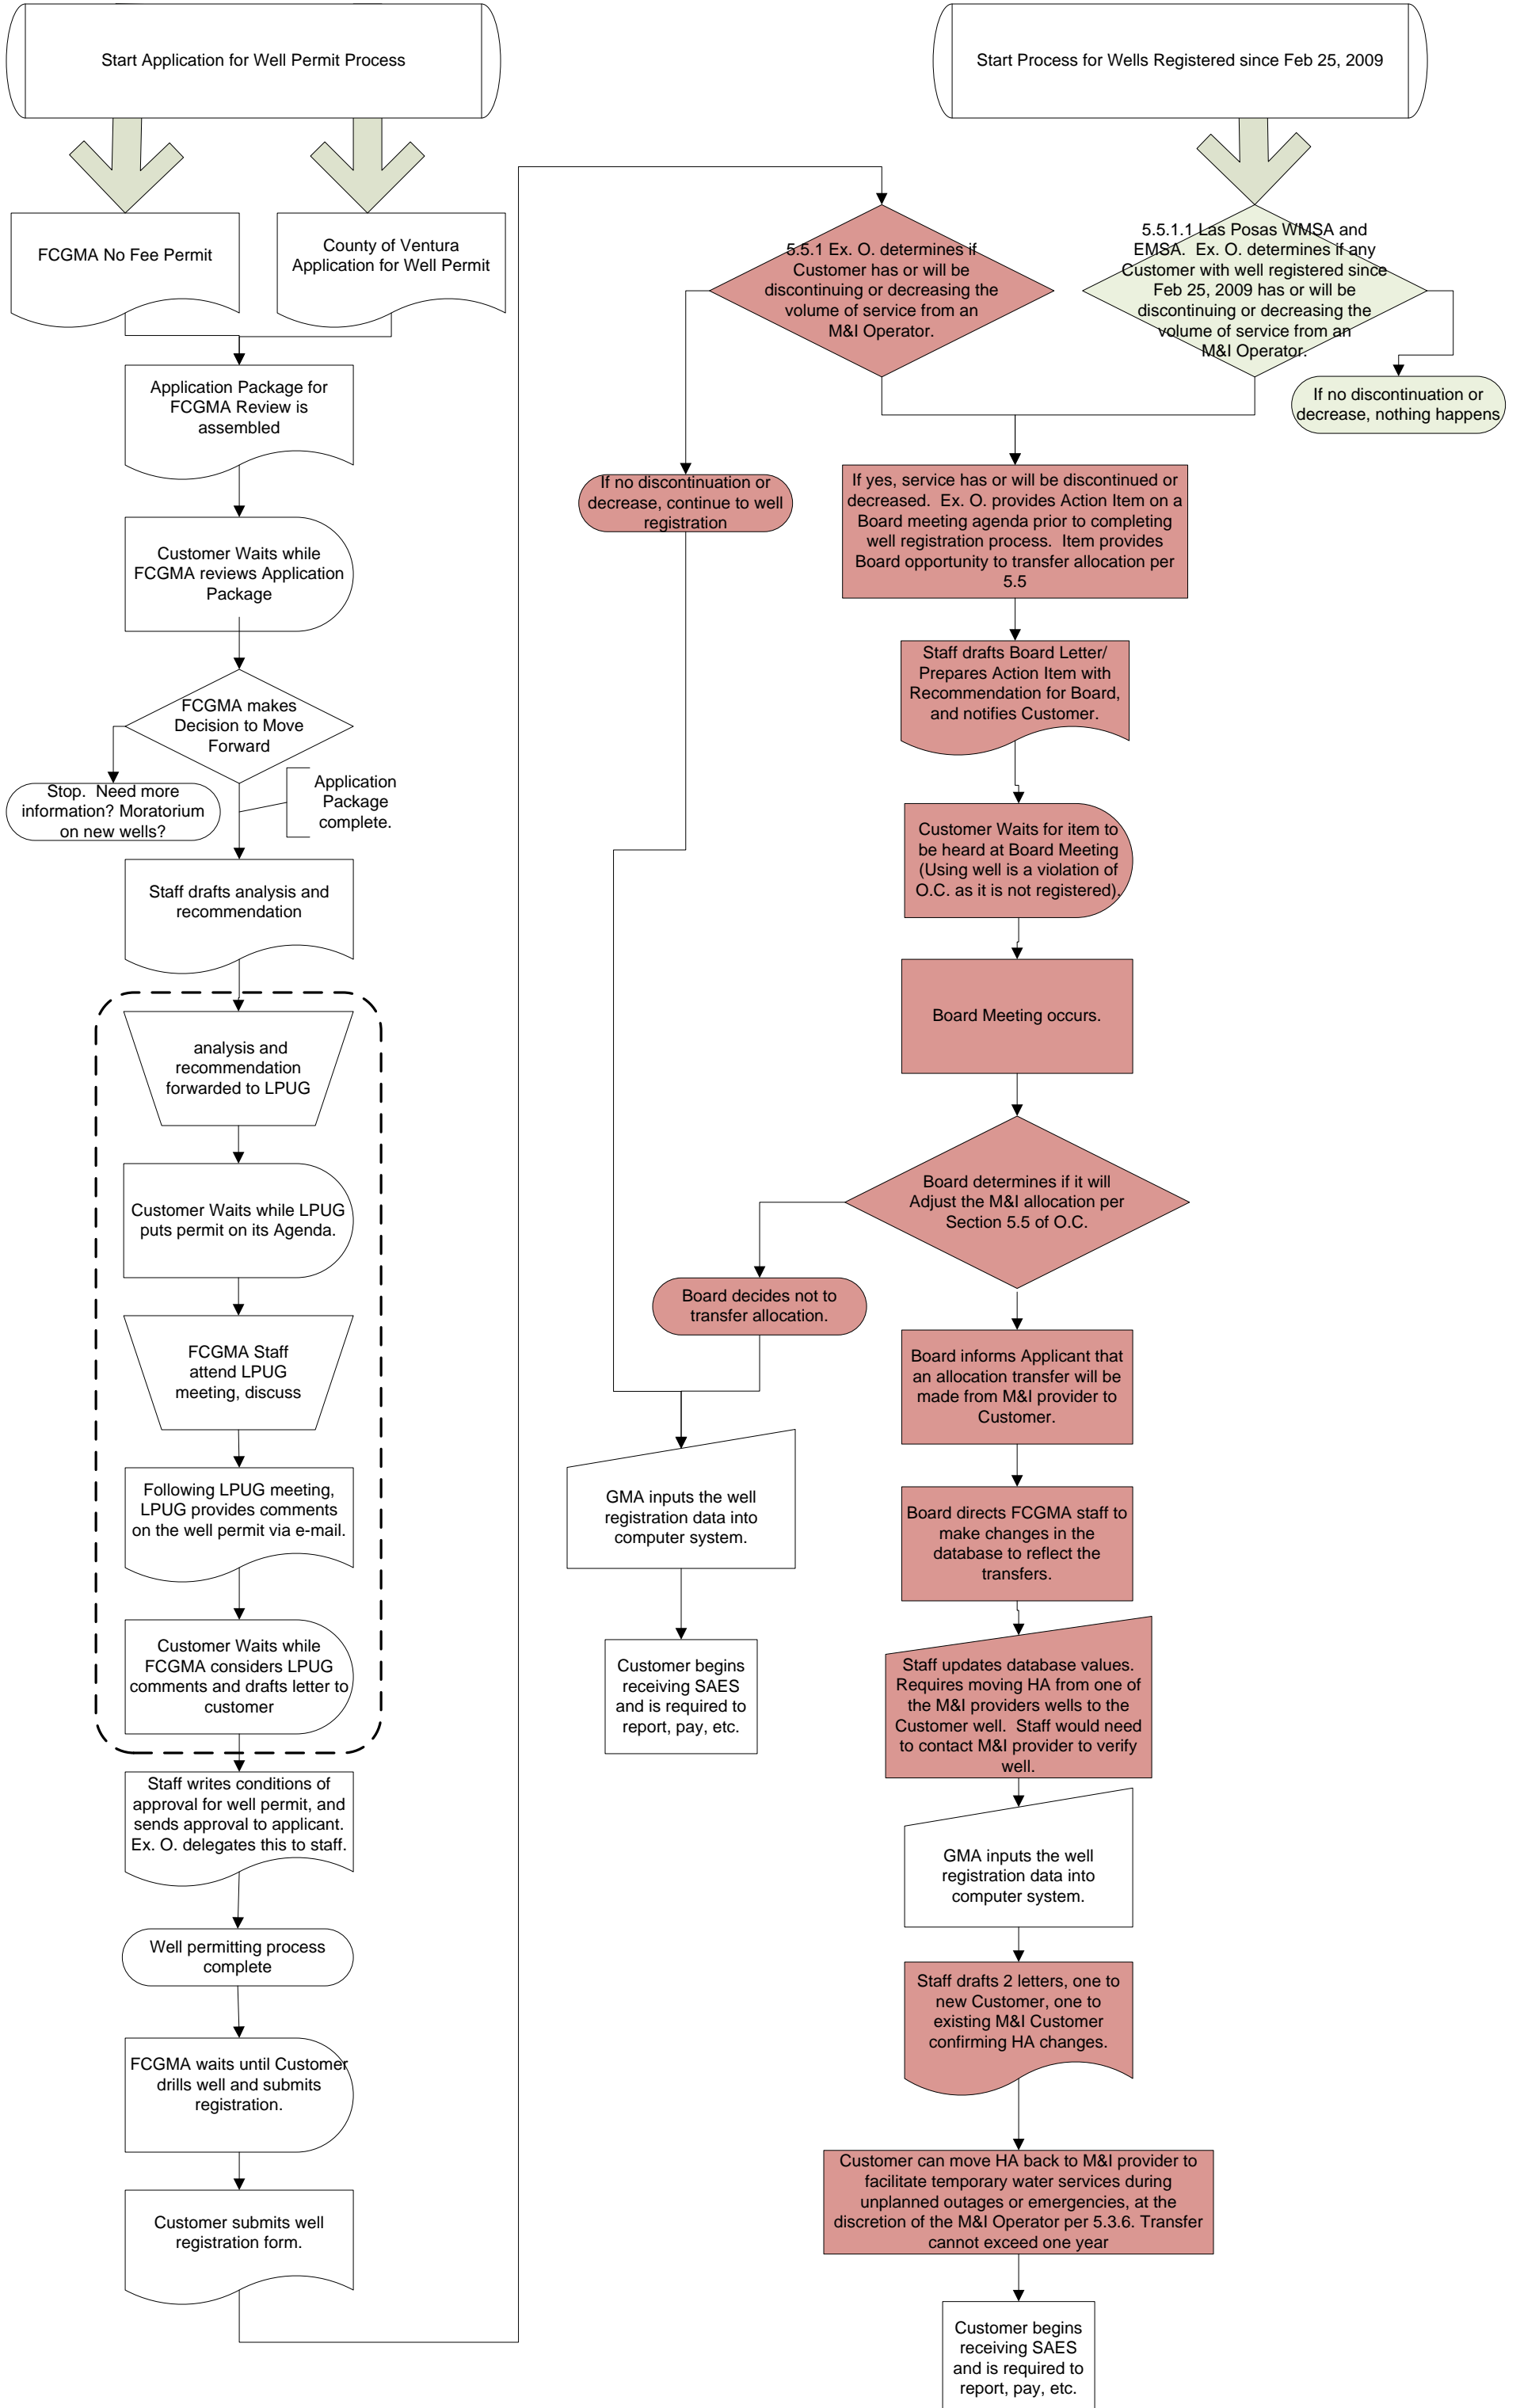 Start Application for Well Permit Process
FCGMA No Fee Permit
County of Ventura
Application for Well Permit
Application Package for
FCGMA Review is
assembled
Customer Waits while
FCGMA reviews Application
Package
FCGMA makes
Decision to Move
Forward
Stop.  Need more
information? Moratorium
on new wells?
Application
Package
complete.
Staff drafts analysis and
recommendation
analysis and
recommendation
forwarded to LPUG
Customer Waits while LPUG
puts permit on its Agenda.
FCGMA Staff
attend LPUG
meeting, discuss
Following LPUG meeting,
LPUG provides comments
on the well permit via e-mail.
Customer Waits while
FCGMA considers LPUG
comments and drafts letter to
customer
Staff writes conditions of
approval for well permit, and
sends approval to applicant.
Ex. O. delegates this to staff.
Well permitting process
complete
FCGMA waits until Customer
drills well and submits
registration.
Customer submits well
registration form.
Start Process for Wells Registered since Feb 25, 2009
5.5.1 Ex. O. determines if
Customer has or will be
discontinuing or decreasing the
volume of service from an
M&I Operator.
5.5.1.1 Las Posas WMSA and
EMSA.  Ex. O. determines if any
Customer with well registered since
Feb 25, 2009 has or will be
discontinuing or decreasing the
volume of service from an
M&I Operator.
If no discontinuation or
decrease, nothing happens
If no discontinuation or
decrease, continue to well
registration
If yes, service has or will be discontinued or
decreased.  Ex. O. provides Action Item on a
Board meeting agenda prior to completing
well registration process.  Item provides
Board opportunity to transfer allocation per
5.5
Staff drafts Board Letter/
Prepares Action Item with
Recommendation for Board,
and notifies Customer.
Customer Waits for item to
be heard at Board Meeting
(Using well is a violation of
O.C. as it is not registered).
Board Meeting occurs.
Board determines if it will
Adjust the M&I allocation per
Section 5.5 of O.C.
Board decides not to
transfer allocation.
Board informs Applicant that
an allocation transfer will be
made from M&I provider to
Customer.
GMA inputs the well
registration data into
computer system.
Customer begins
receiving SAES
and is required to
report, pay, etc.
Board directs FCGMA staff to
make changes in the
database to reflect the
transfers.
Staff updates database values.
Requires moving HA from one of
the M&I providers wells to the
Customer well.  Staff would need
to contact M&I provider to verify
well.
GMA inputs the well
registration data into
computer system.
Staff drafts 2 letters, one to
new Customer, one to
existing M&I Customer
confirming HA changes.
Customer can move HA back to M&I provider to
facilitate temporary water services during
unplanned outages or emergencies, at the
discretion of the M&I Operator per 5.3.6. Transfer
cannot exceed one year
Customer begins
receiving SAES
and is required to
report, pay, etc.